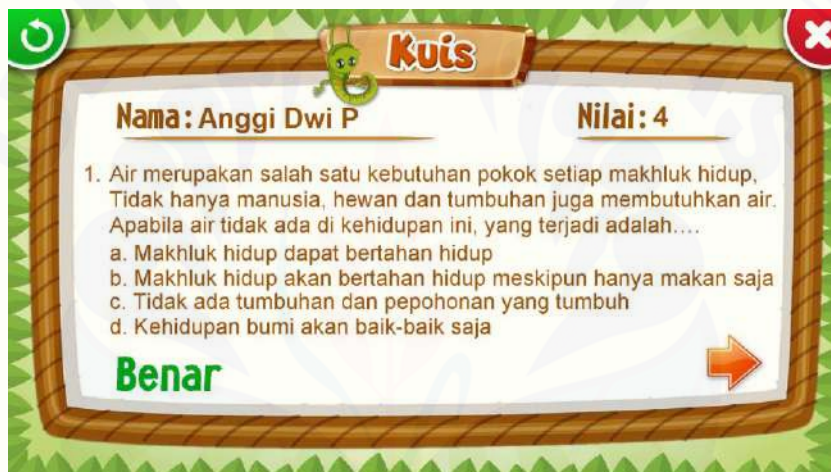 Kuis
Nama: Anggi Dwi P
Nilai: 4
1. Air merupakan salah satu kebutuhan pokok setiap makhluk hidup,
Tidak hanya manusia, hewan dan tumbuhan juga membutuhkan air.
Apabila air tidak ada di kehidupan ini, yang terjadi adalah....
a. Makhluk hidup dapat bertahan hidup
b. Makhluk hidup akan bertahan hidup meskipun hanya makan saja
c. Tidak ada tumbuhan dan pepohonan yang tumbuh
d. Kehidupan bumi akan baik-baik saja
Benar